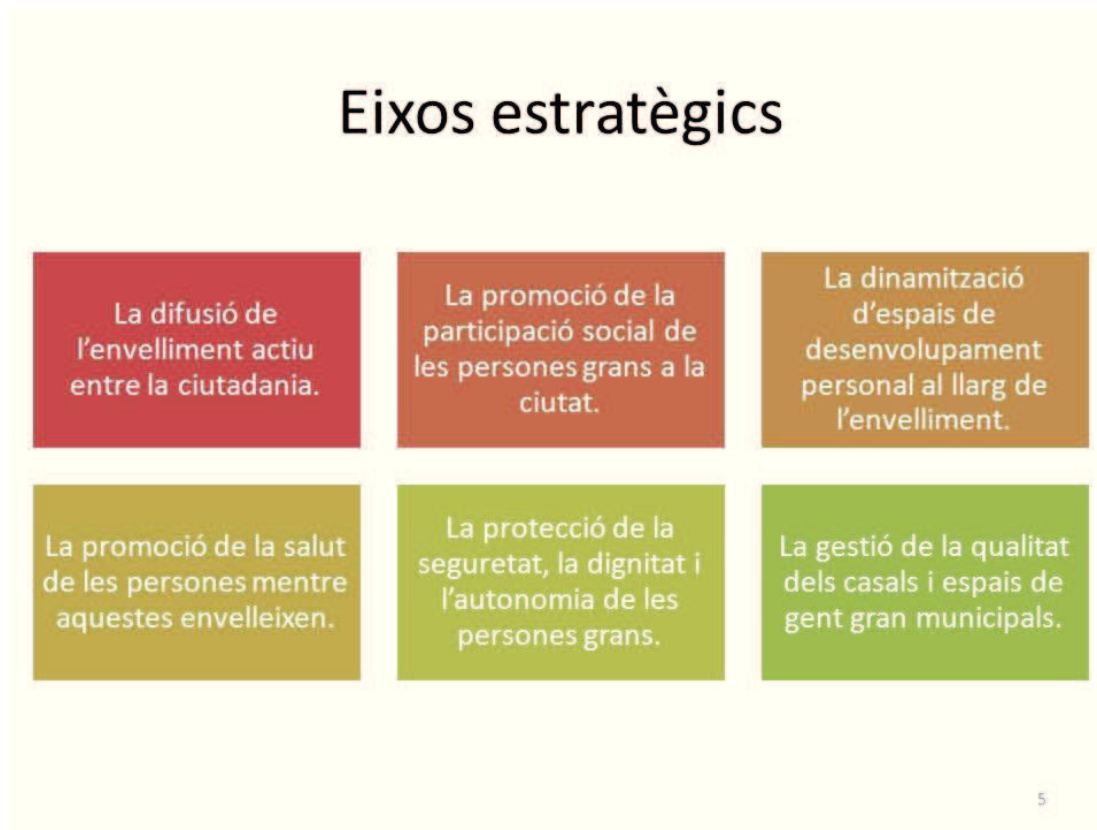 Eixos estratègics
La difusió de
l’envelliment actiu
entre la ciutadania.
La promoció de la
participació social de
les persones grans a la
ciutat.
La dinamització
d’espais de
desenvolupament
personal al llarg de
l’envelliment.
La promoció de la salut
de les persones mentre
aquestes envelleixen.
La protecció de la
seguretat, la dignitat i
l’autonomia de les
persones grans.
La gestió de la qualitat
dels casals i espais de
gent gran municipals.
5